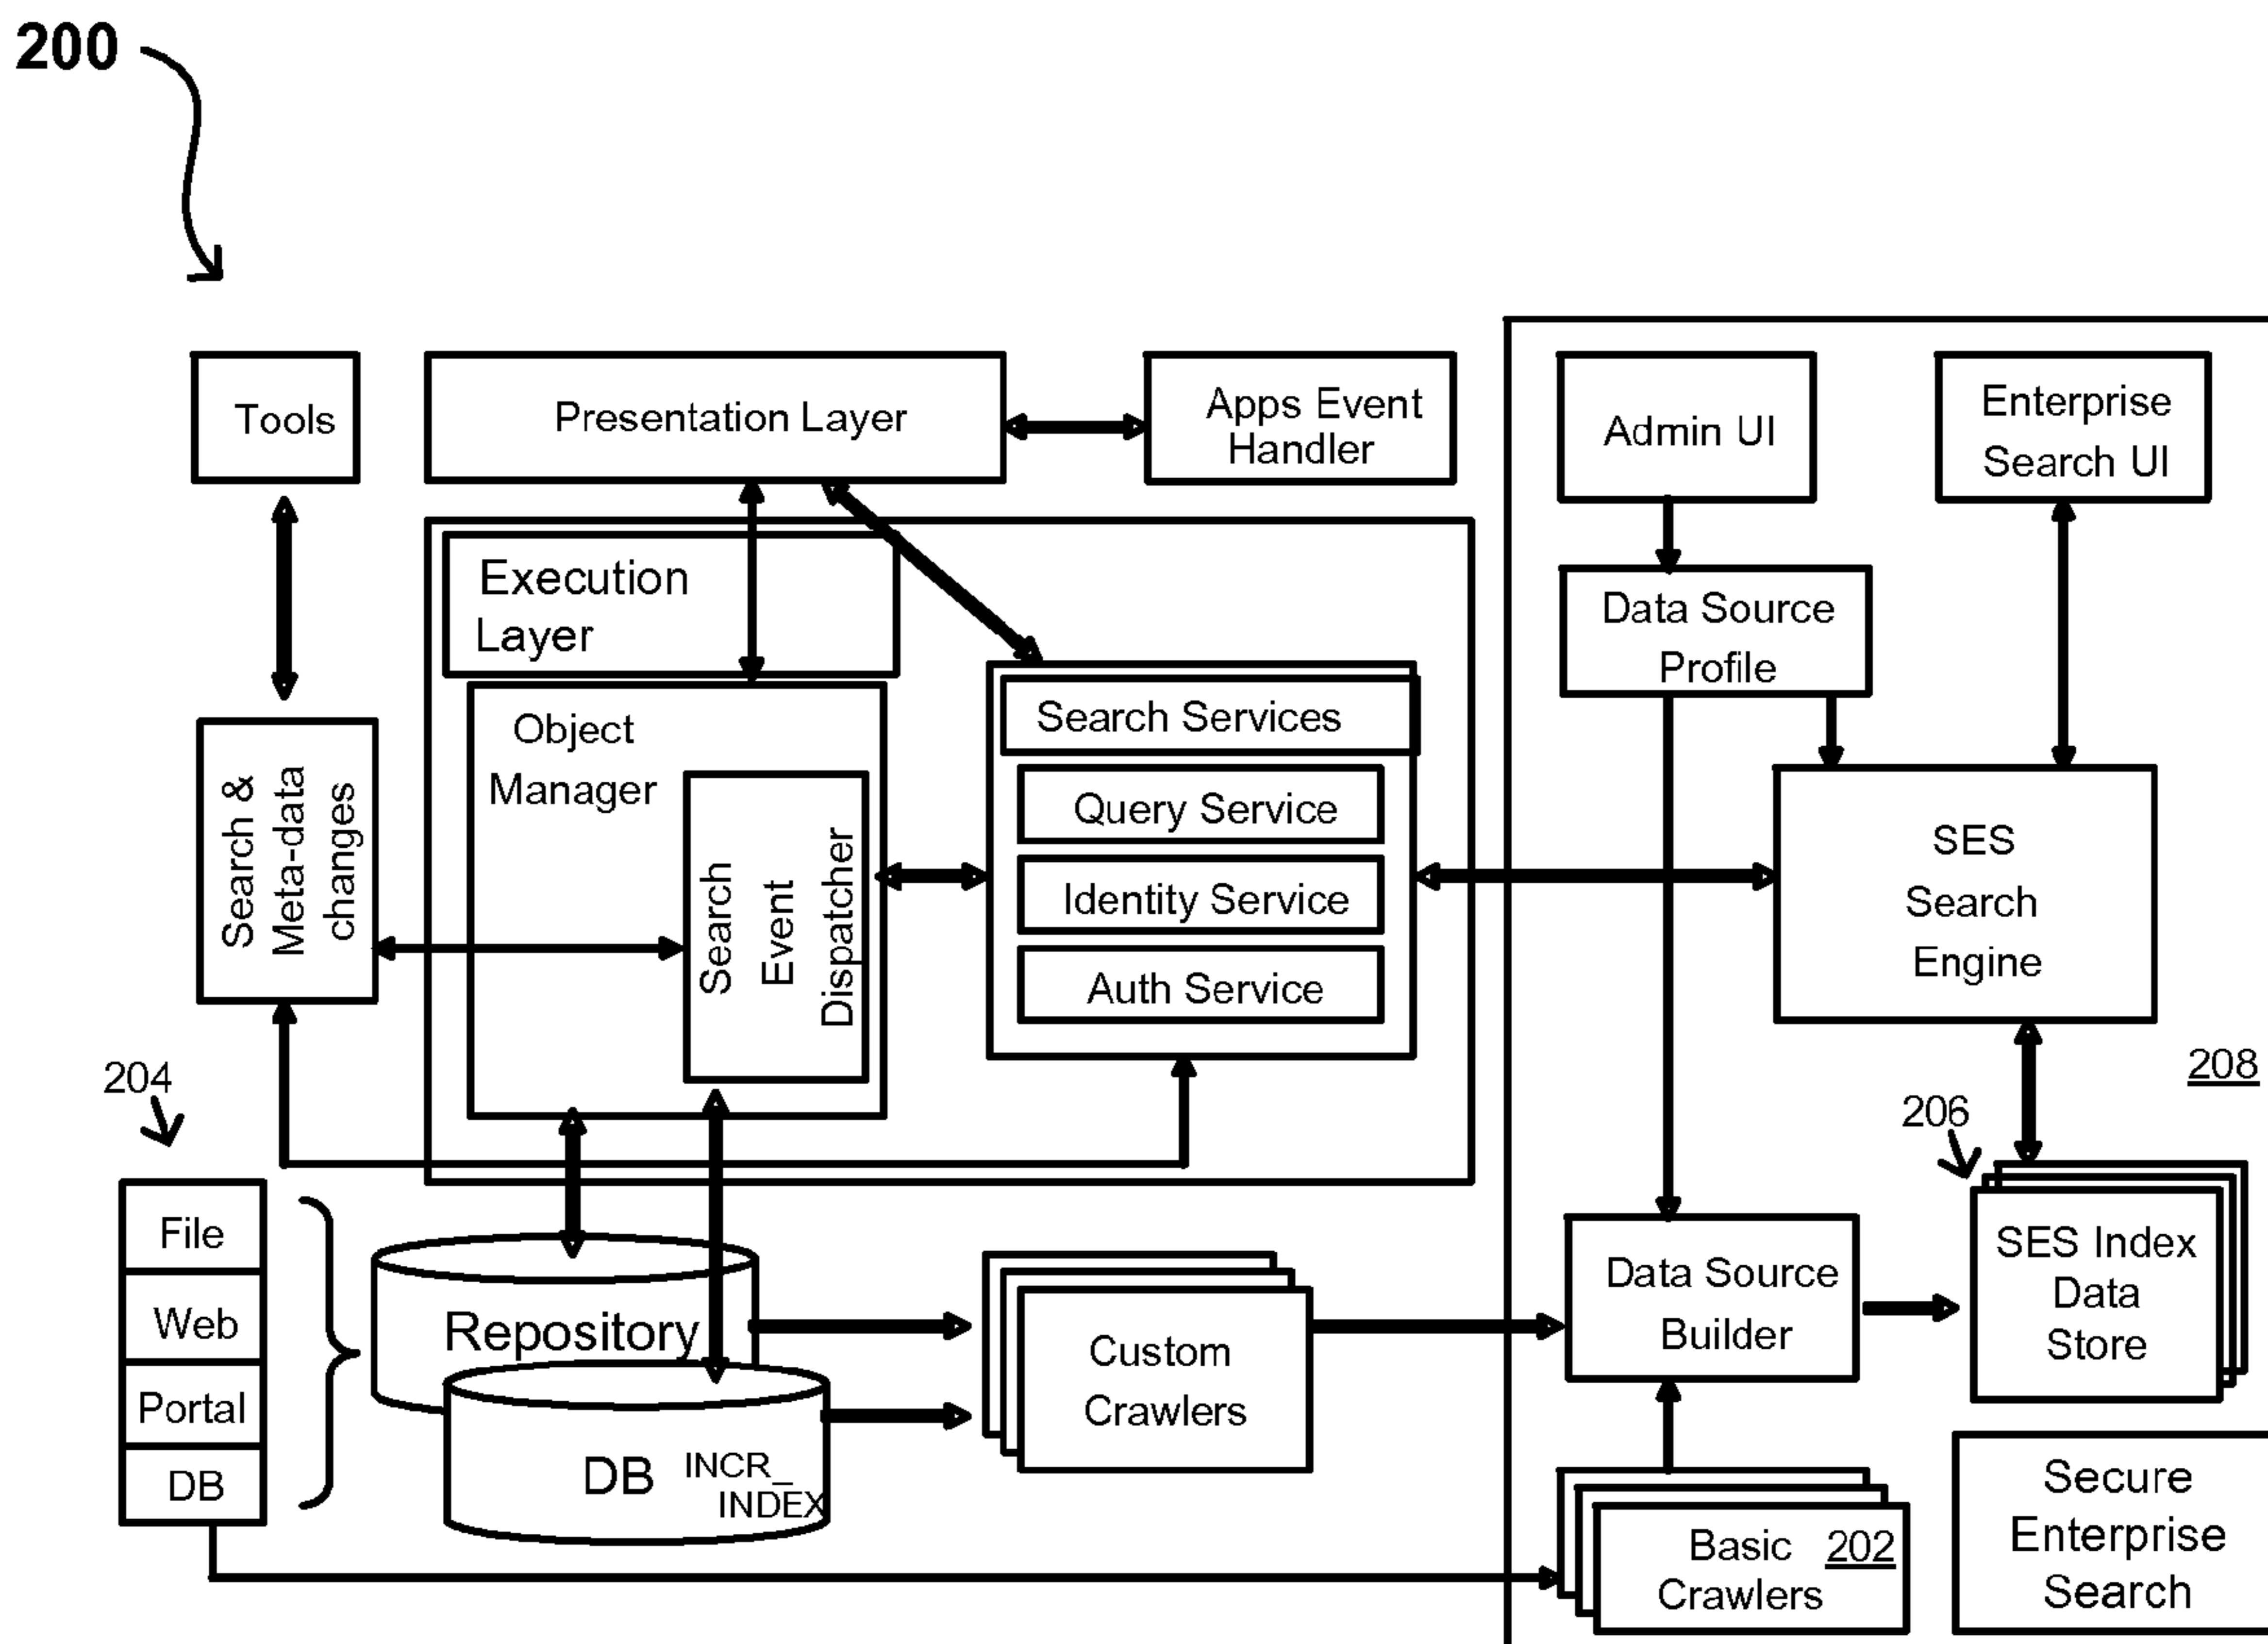 200
Tools
Presentation Layer
Apps Event
Handler
Admin UI
Enterprise
Search UI
Execution
Layer
Data Source
Profile
Object
Manager
Search Services
Query Service
Identity Service
Auth Service
Search &
Meta-data
changes
Search
Event
Dispatcher
SES
Search
Engine
204
208
206
File
Web
Portal
DB
Repository
DB
INCR_
INDEX
Custom
Crawlers
Data Source
Builder
SES Index
Data
Store
Basic 202
Crawlers
Secure
Enterprise
Search